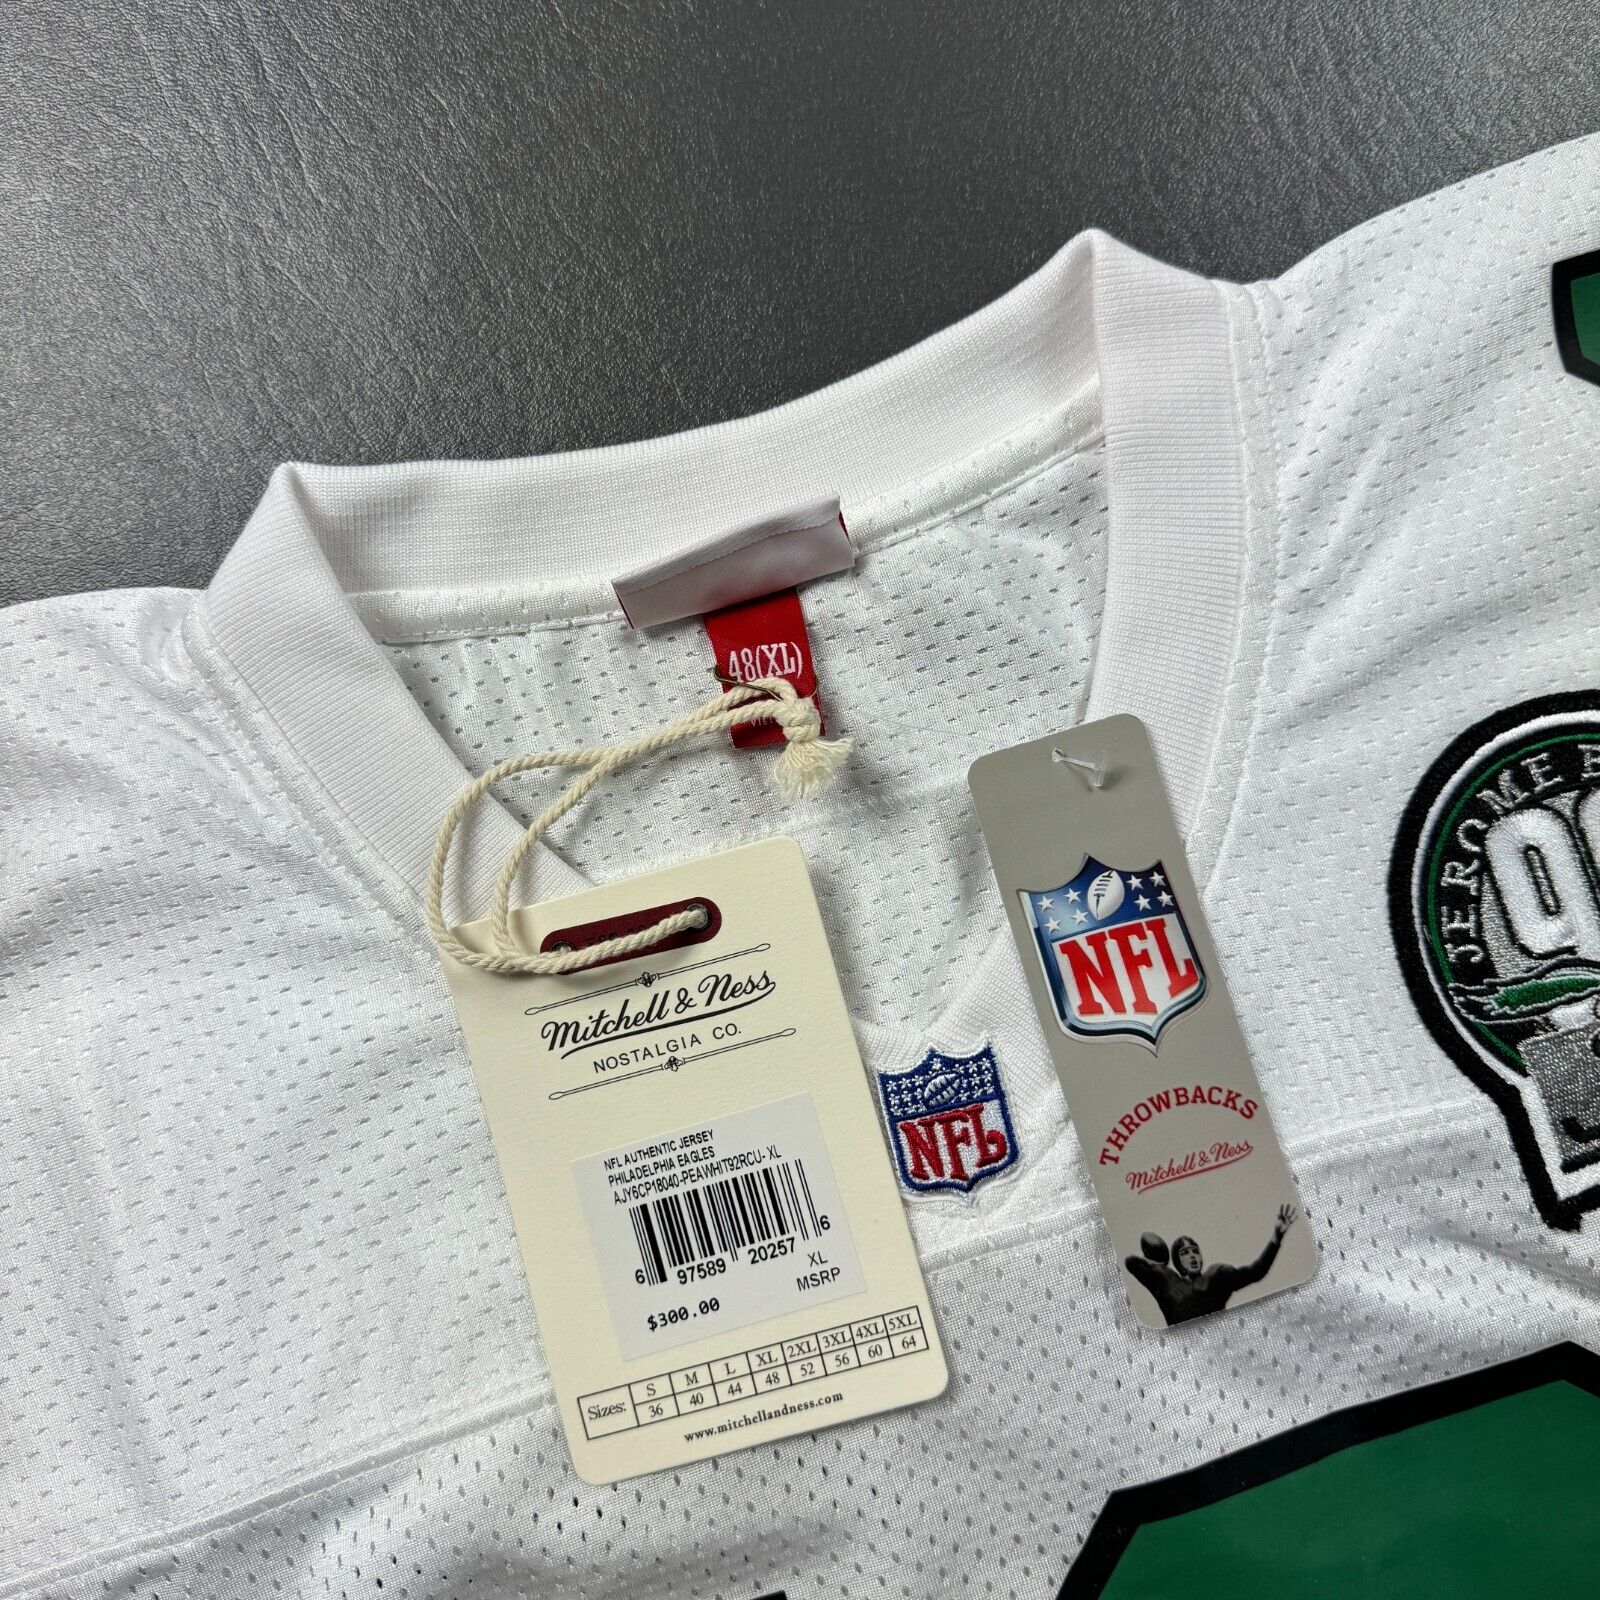 48(XL)
Mitchell & Ness
NOSTALGIA CO.
NFL AUTHENTIC JERSEY
PHILADELPHIA EAGLES
AJY6CP18040-PEAWHIT92RCU- XL
6 97589 20257 6
XL
MSRP
$300.00
Sizes: S M L XL 2XL 3XL 4XL 5XL
36 40 44 48 52 56 60 64
www.mitchellandness.com
NFL
NFL
THROWBACKS
Mitchell & Ness
JEROME